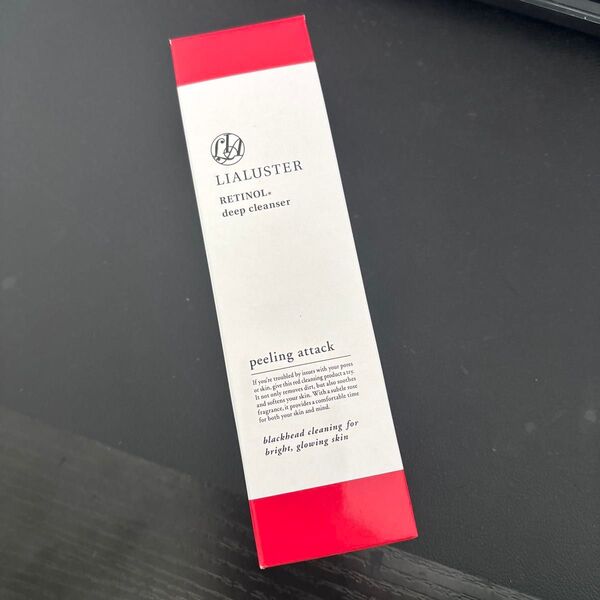 LIA
LIALUSTER
RETINOL*
deep cleanser
peeling attack
If you're troubled by issues with your pores
or skin, give this red cleansing product a try.
It not only removes dirt, but also soothes
and softens your skin. With a subtle rose
fragrance, it provides a comfortable time
for both your skin and mind.
blackhead cleaning for
bright, glowing skin